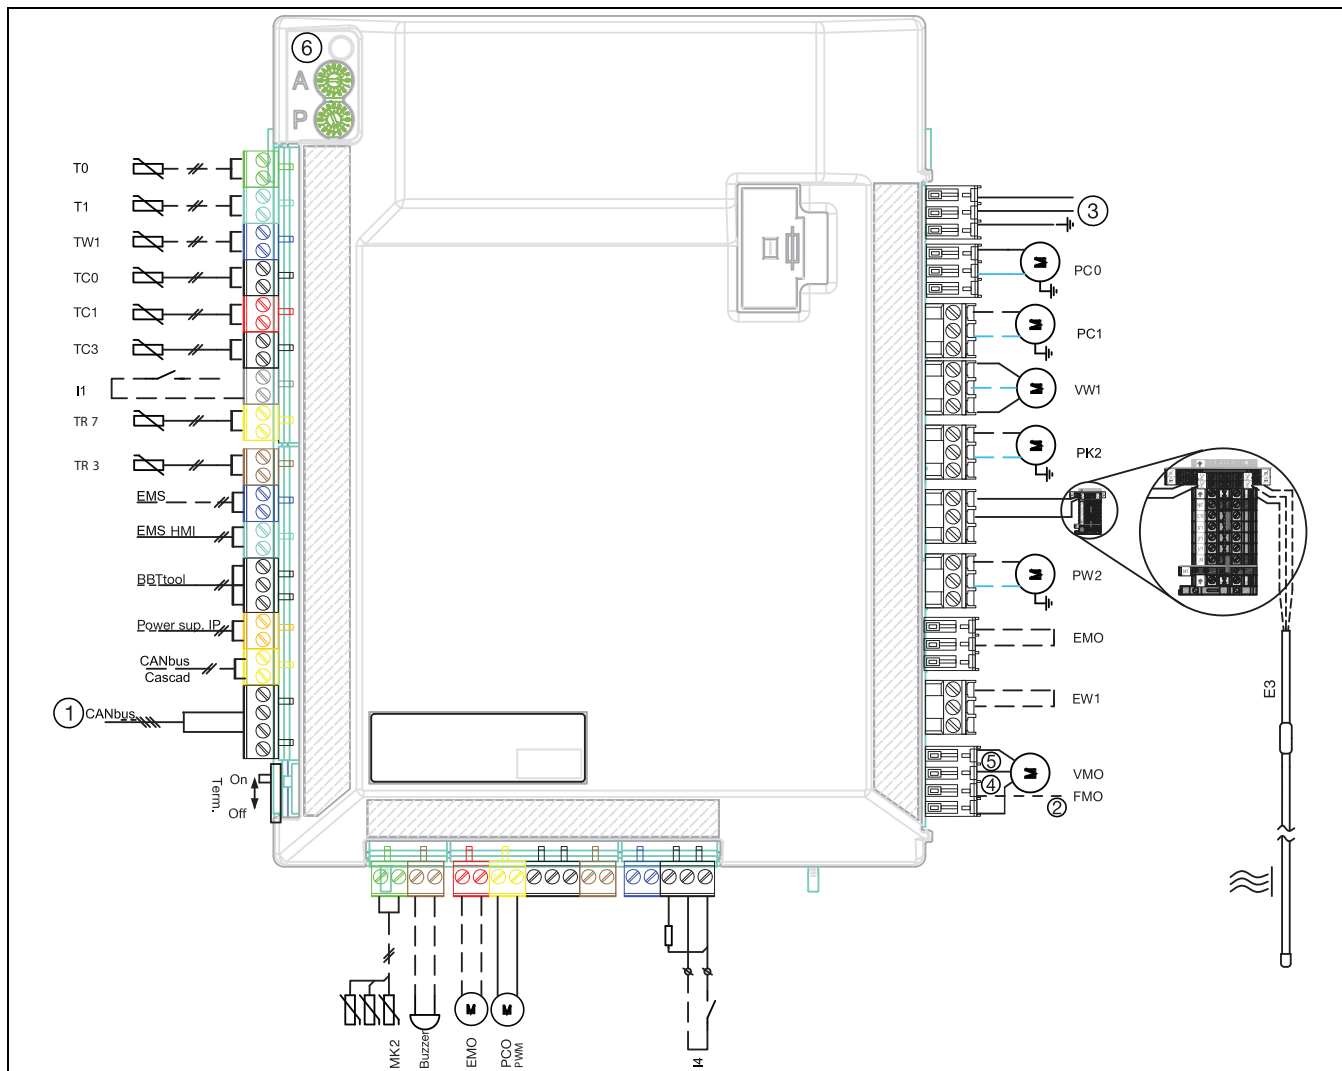 6
A
P
T0
T1
TW1
TC0
TC1
TC3
I1
TR 7
TR 3
EMS
EMS HMI
BBTtool
Power sup. IP
CANbus
Cascad
1 CANbus
On
Term.
Off
3
PC0
PC1
VW1
PK2
PW2
EMO
EW1
5
VMO
4
FMO
2
E3
M
M
M
M
M
M
M
M
MK2
Buzzer
EMO
PCO
PWM
I4